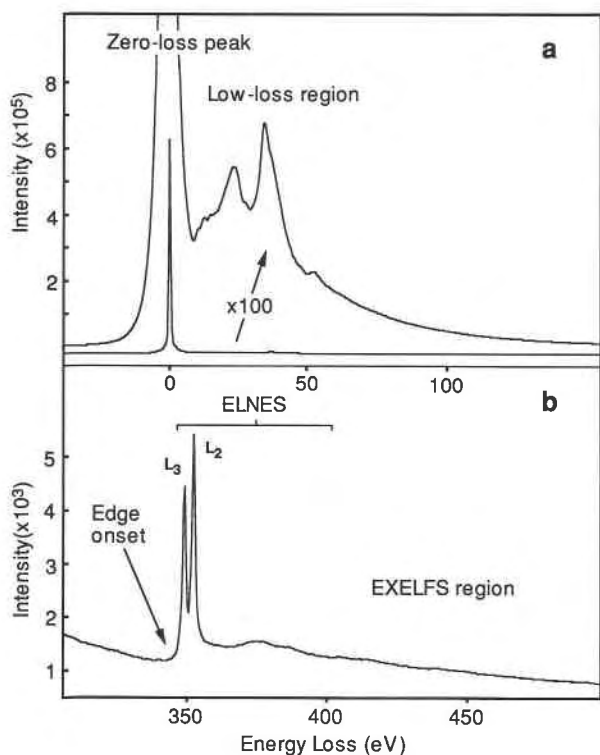 Zero-loss peak
a
Low-loss region
x100
Intensity (x10⁵)
8
6
4
2
0
50
100
ELNES
b
L₃
L₂
Edge
onset
EXELFS region
Intensity(x10³)
5
4
3
2
1
350
400
450
Energy Loss (eV)